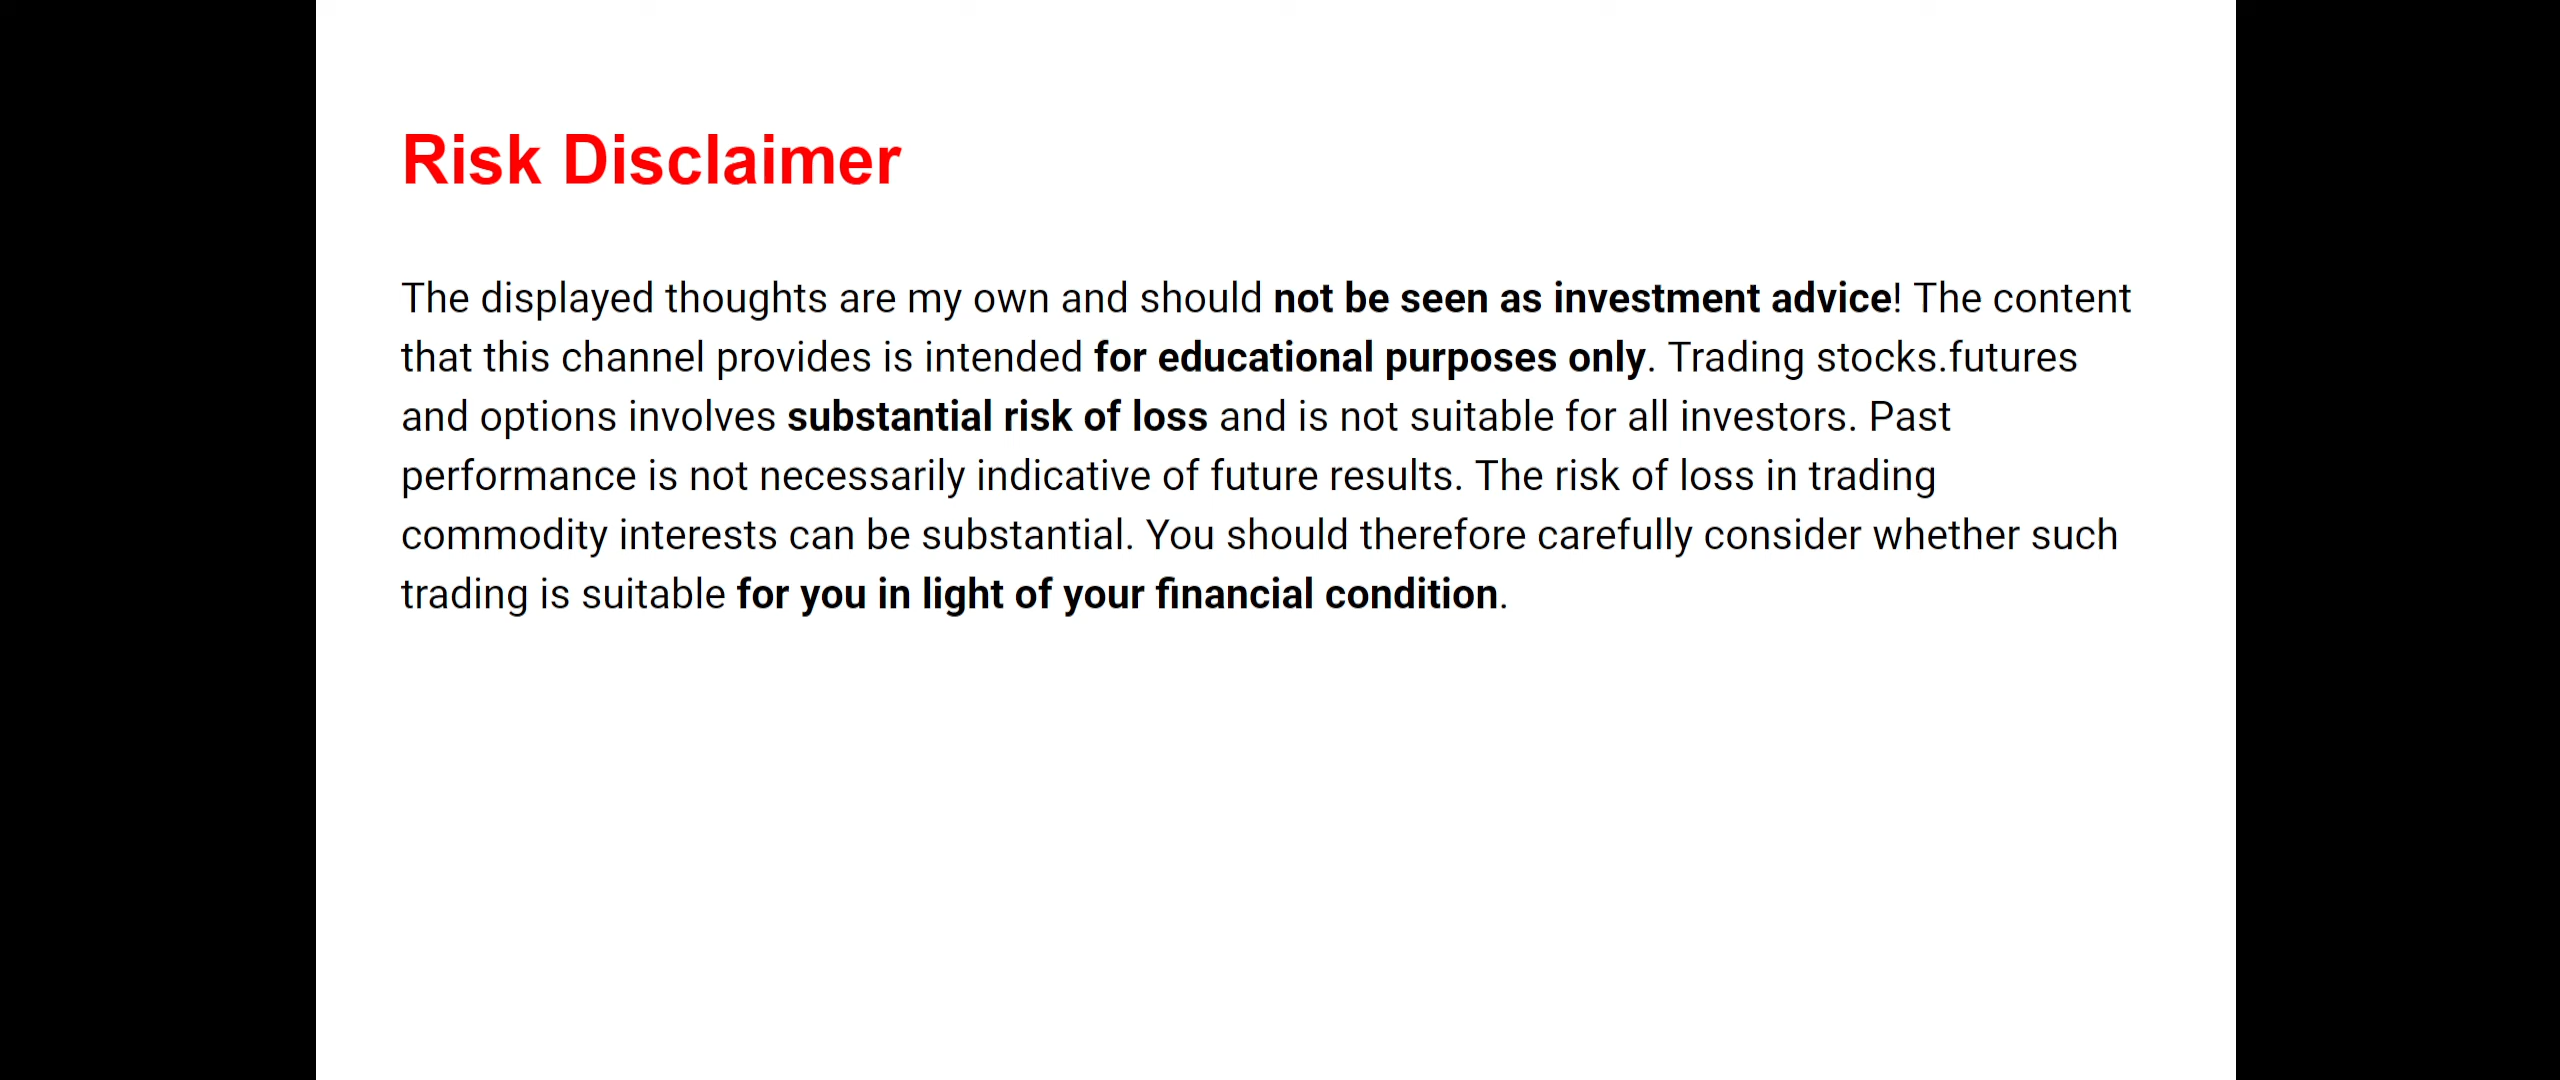 Risk Disclaimer
The displayed thoughts are my own and should not be seen as investment advice! The content
that this channel provides is intended for educational purposes only. Trading stocks.futures
and options involves substantial risk of loss and is not suitable for all investors. Past
performance is not necessarily indicative of future results. The risk of loss in trading
commodity interests can be substantial. You should therefore carefully consider whether such
trading is suitable for you in light of your financial condition.